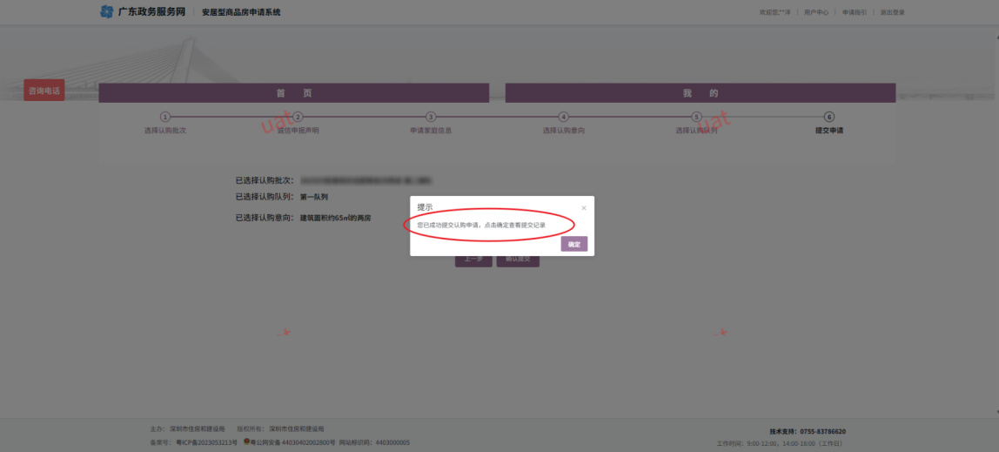 广东政务服务网 安居型商品房申请系统
欢迎您,**洋 用户中心 申请指引 退出登录
咨询电话
首 页 我 的
1 2 3 4 5 6
选择认购批次 诚信申报声明 申请家庭信息 选择认购意向 选择认购队列 提交申请
uat uat
已选择认购批次：
已选择认购队列： 第一队列
已选择认购意向： 建筑面积约65㎡的两房
提示 ×
您已成功提交认购申请，点击确定查看提交记录
确定
上一步 确认提交
主办： 深圳市住房和建设局 版权所有： 深圳市住房和建设局
备案号： 粤ICP备2023053213号 粤公网安备 44030402002800号 网站标识码：4403000005
技术支持：0755-83786620
工作时间：9:00-12:00，14:00-18:00（工作日）